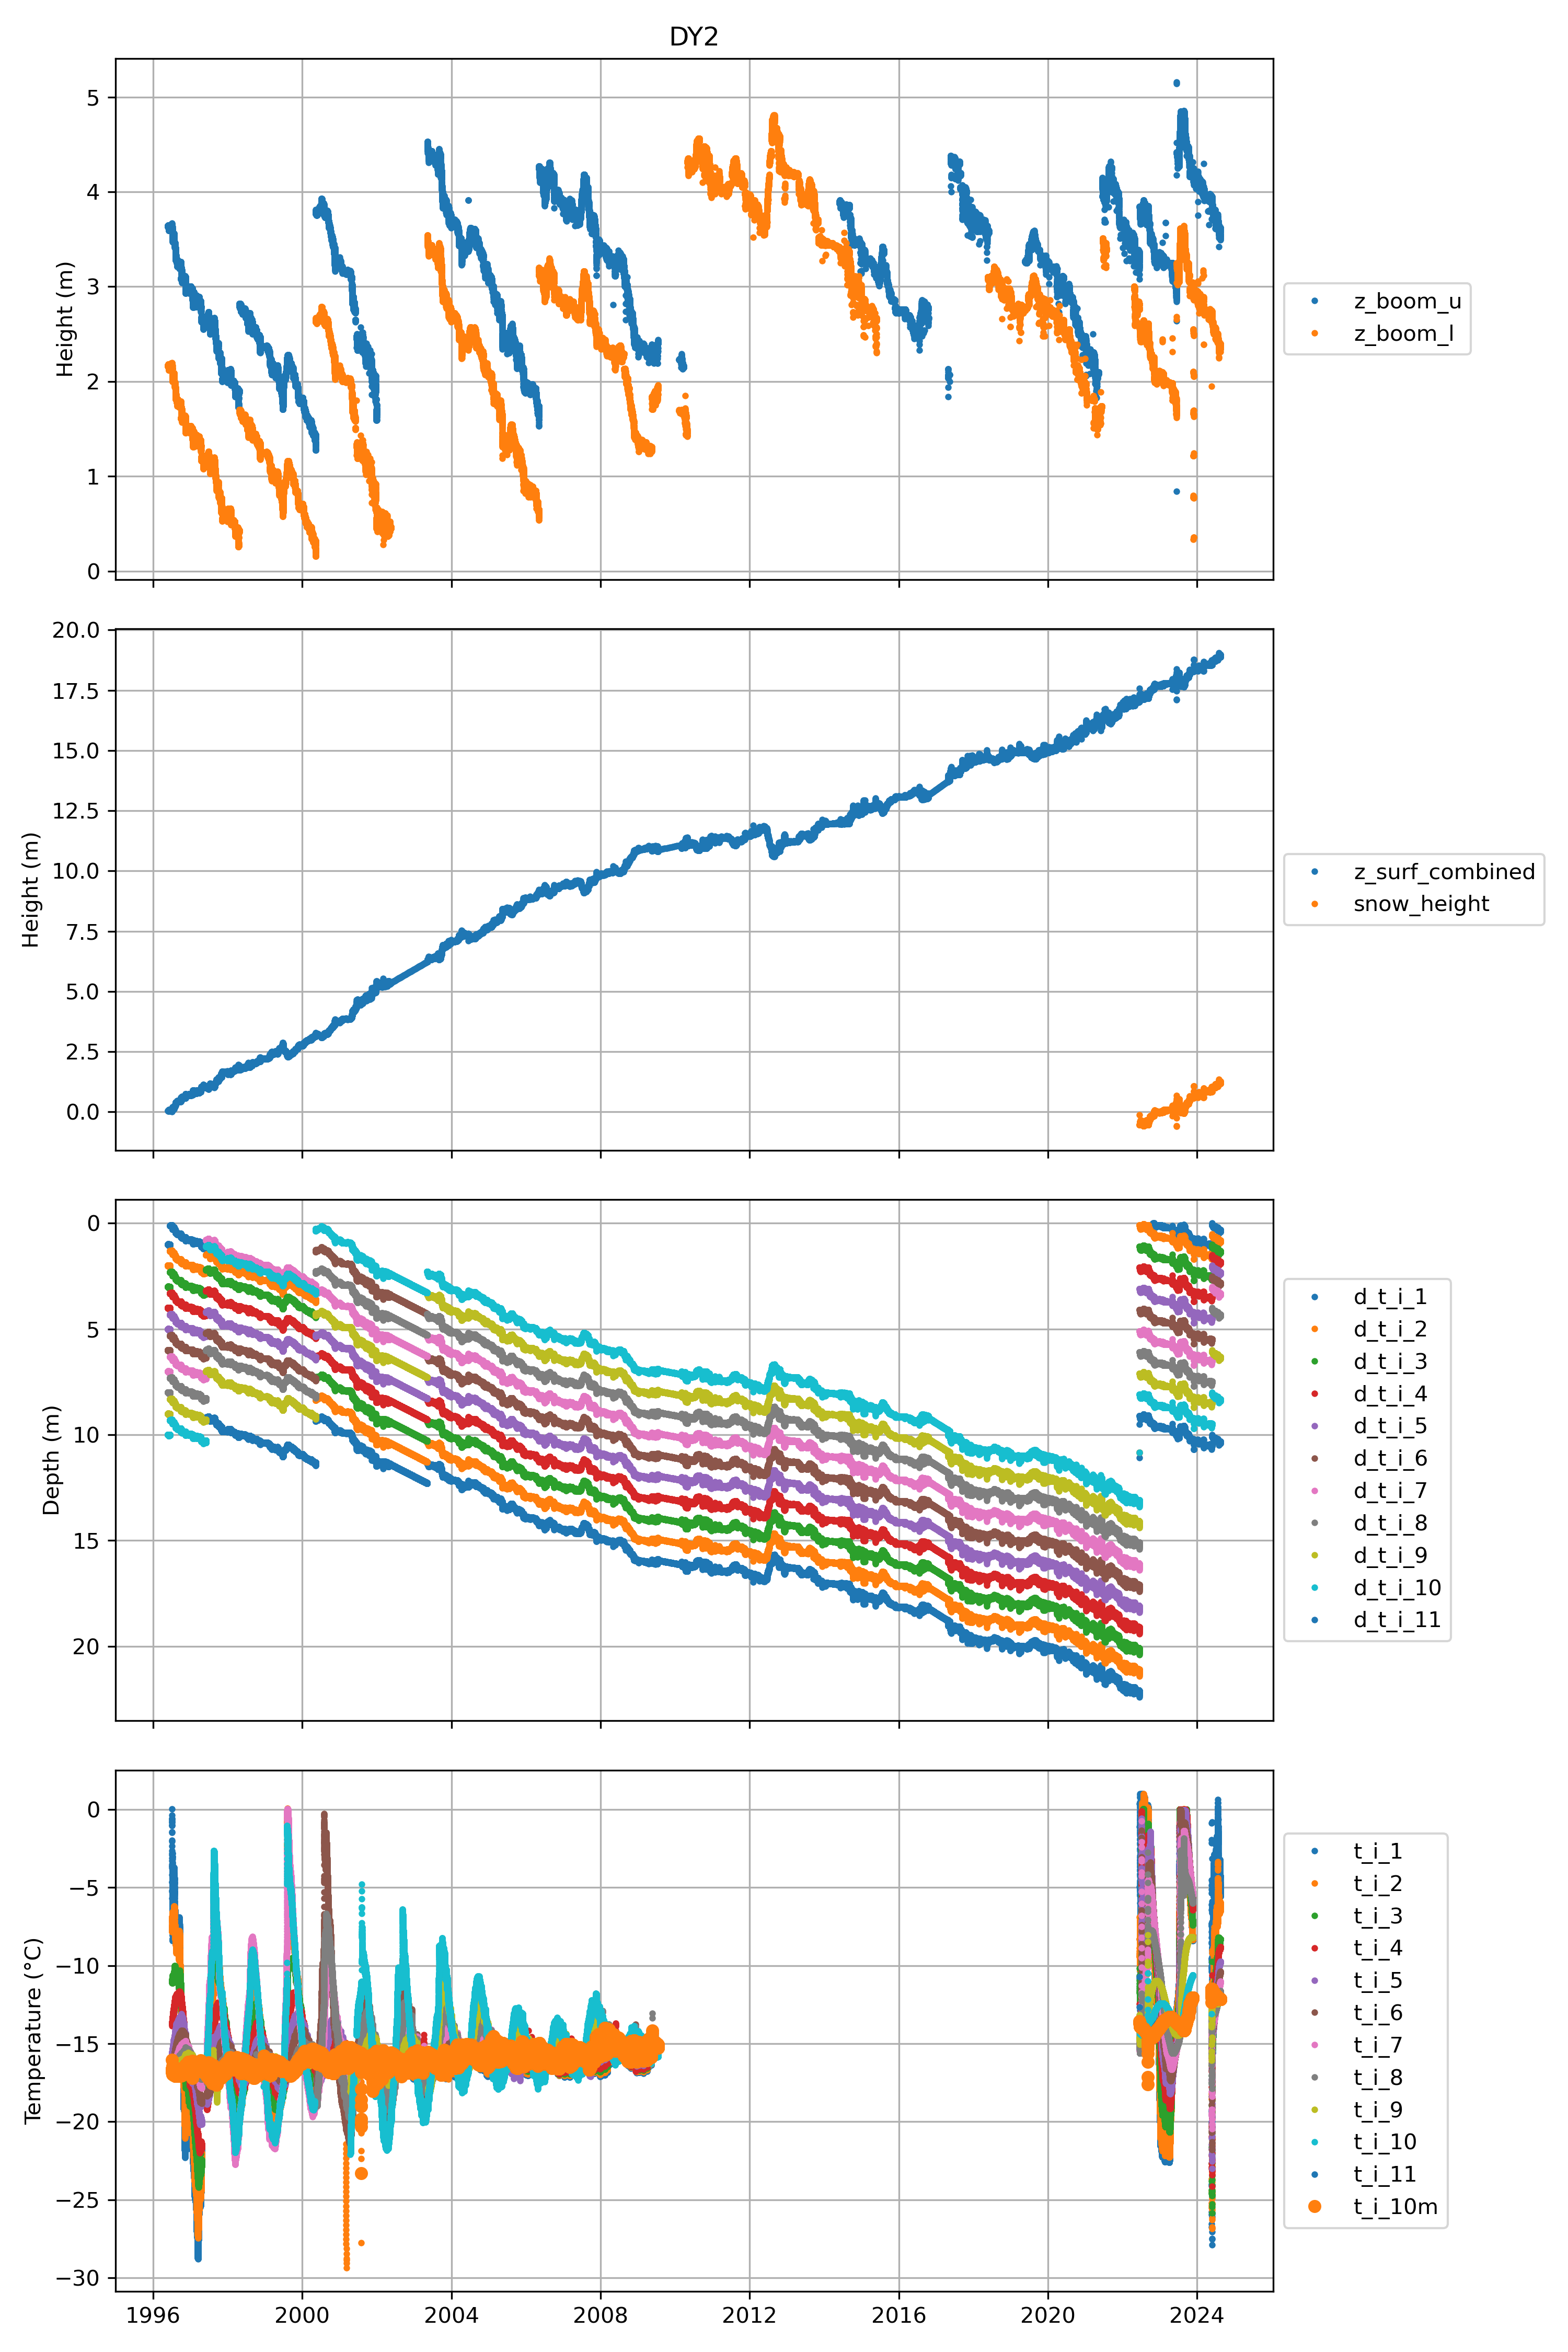 DY2
Height (m)
5
4
3
2
1
0
z_boom_u
z_boom_l
Height (m)
20.0
17.5
15.0
12.5
10.0
7.5
5.0
2.5
0.0
z_surf_combined
snow_height
Depth (m)
0
5
10
15
20
d_t_i_1
d_t_i_2
d_t_i_3
d_t_i_4
d_t_i_5
d_t_i_6
d_t_i_7
d_t_i_8
d_t_i_9
d_t_i_10
d_t_i_11
Temperature (°C)
0
−5
−10
−15
−20
−25
−30
t_i_1
t_i_2
t_i_3
t_i_4
t_i_5
t_i_6
t_i_7
t_i_8
t_i_9
t_i_10
t_i_11
t_i_10m
1996 2000 2004 2008 2012 2016 2020 2024